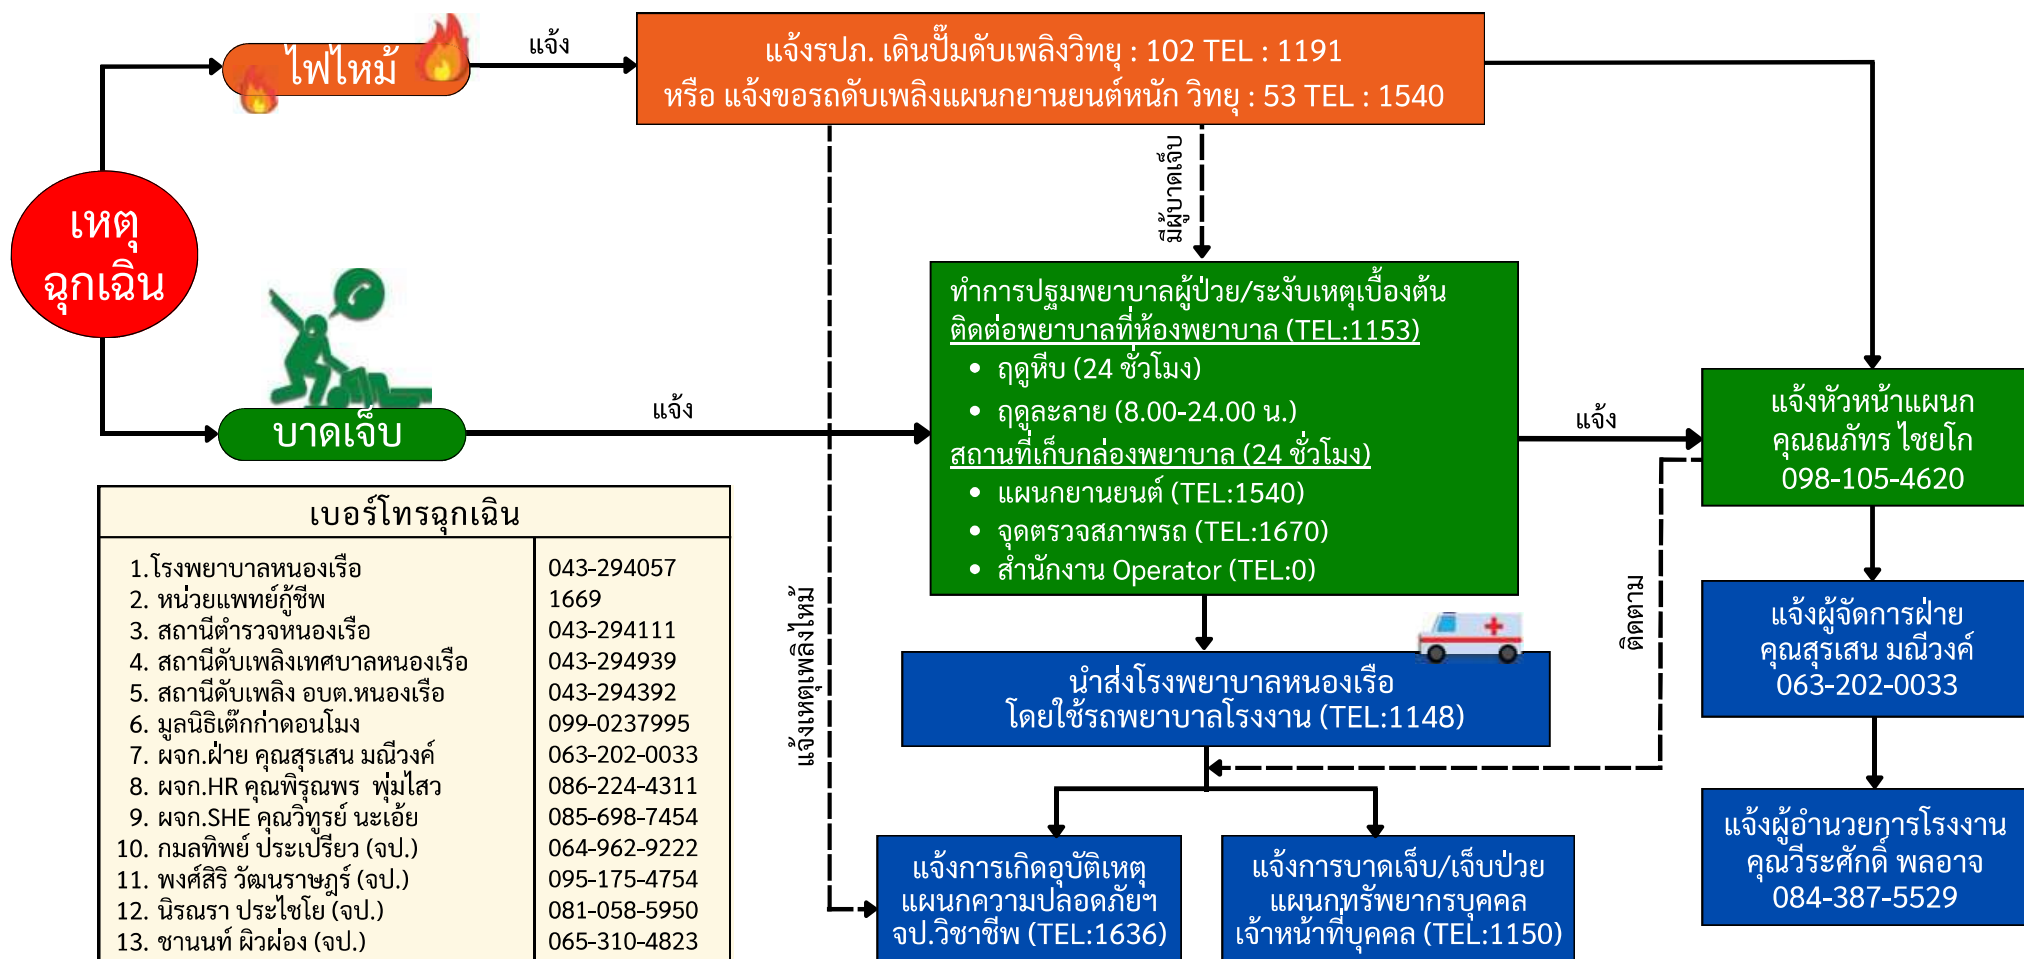 ไฟไหม้
แจ้ง
แจ้งรปภ. เดินปั๊มดับเพลิงวิทยุ : 102 TEL : 1191
หรือ แจ้งขอรถดับเพลิงแผนกยานยนต์หนัก วิทยุ : 53 TEL : 1540
เหตุ
ฉุกเฉิน
มีผู้บาดเจ็บ
บาดเจ็บ
แจ้ง
ทำการปฐมพยาบาลผู้ป่วย/ระงับเหตุเบื้องต้น
ติดต่อพยาบาลที่ห้องพยาบาล (TEL:1153)
• ฤดูหีบ (24 ชั่วโมง)
• ฤดูละลาย (8.00-24.00 น.)
สถานที่เก็บกล่องพยาบาล (24 ชั่วโมง)
• แผนกยานยนต์ (TEL:1540)
• จุดตรวจสภาพรถ (TEL:1670)
• สำนักงาน Operator (TEL:0)
แจ้ง
แจ้งหัวหน้าแผนก
คุณณภัทร ไชยโก
098-105-4620
ติดตาม
แจ้งผู้จัดการฝ่าย
คุณสุรเสน มณีวงค์
063-202-0033
แจ้งผู้อำนวยการโรงงาน
คุณวีระศักดิ์ พลอาจ
084-387-5529
แจ้งเหตุเพลิงไหม้
นำส่งโรงพยาบาลหนองเรือ
โดยใช้รถพยาบาลโรงงาน (TEL:1148)
แจ้งการเกิดอุบัติเหตุ
แผนกความปลอดภัยฯ
จป.วิชาชีพ (TEL:1636)
แจ้งการบาดเจ็บ/เจ็บป่วย
แผนกทรัพยากรบุคคล
เจ้าหน้าที่บุคคล (TEL:1150)
เบอร์โทรฉุกเฉิน
1. โรงพยาบาลหนองเรือ 043-294057
2. หน่วยแพทย์กู้ชีพ 1669
3. สถานีตำรวจหนองเรือ 043-294111
4. สถานีดับเพลิงเทศบาลหนองเรือ 043-294939
5. สถานีดับเพลิง อบต.หนองเรือ 043-294392
6. มูลนิธิเต๊กก่าดอนโมง 099-0237995
7. ผจก.ฝ่าย คุณสุรเสน มณีวงค์ 063-202-0033
8. ผจก.HR คุณพิรุณพร พุ่มไสว 086-224-4311
9. ผจก.SHE คุณวิทูรย์ นะเอ้ย 085-698-7454
10. กมลทิพย์ ประเปรียว (จป.) 064-962-9222
11. พงศ์สิริ วัฒนราษฎร์ (จป.) 095-175-4754
12. นิรณรา ประไชโย (จป.) 081-058-5950
13. ชานนท์ ผิวผ่อง (จป.) 065-310-4823